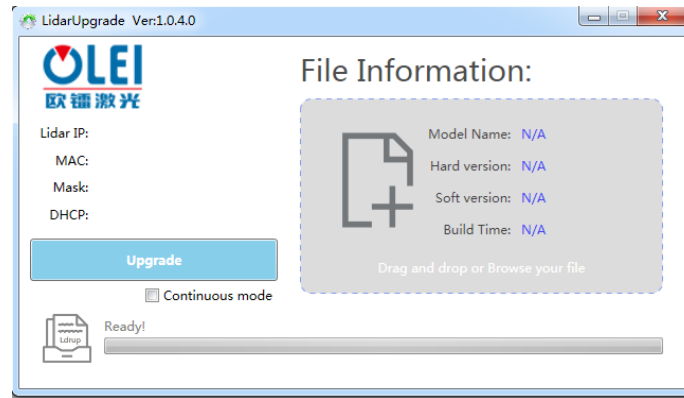 LidarUpgrade Ver:1.0.4.0
OLEI
欧镭激光
Lidar IP:
MAC:
Mask:
DHCP:
Upgrade
Continuous mode
File Information:
Model Name: N/A
Hard version: N/A
Soft version: N/A
Build Time: N/A
Drag and drop or Browse your file
Ldrup
Ready!